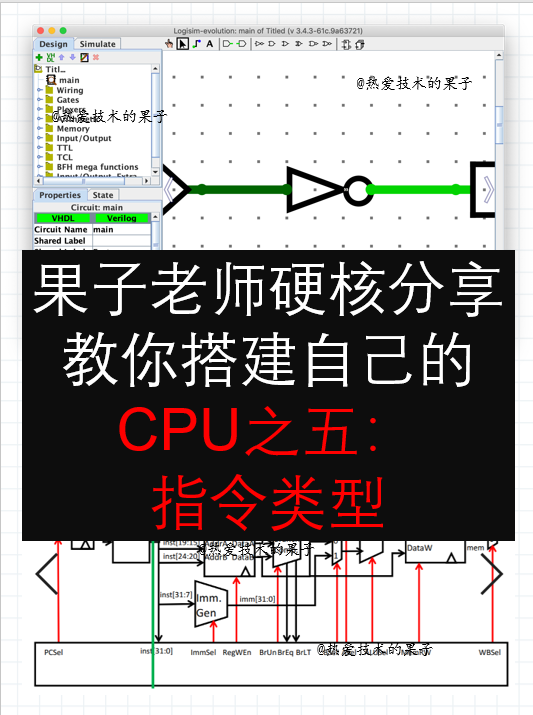 Logisim-evolution: main of Titled (v 3.4.3-61c.9a63721)
Design Simulate
Titl...
main
Wiring
Gates
@热爱技术的果子
@热爱技术的果子
Memory
Input/Output
TTL
TCL
BFH mega functions
Input/Output-Extra
Properties State
Circuit: main
VHDL Verilog
Circuit Name main
Shared Label
Shared Label
果子老师硬核分享
教你搭建自己的
CPU之五：
指令类型
inst[19:15]
@热爱技术的果子
inst[24:20]
DataW
mem
1
inst[31:7]
Imm.
Gen
imm[31:0]
PCSel
inst[31:0]
ImmSel
RegWEn
BrUn
BrEq
BrLT
@热爱技术的果子
WBSel